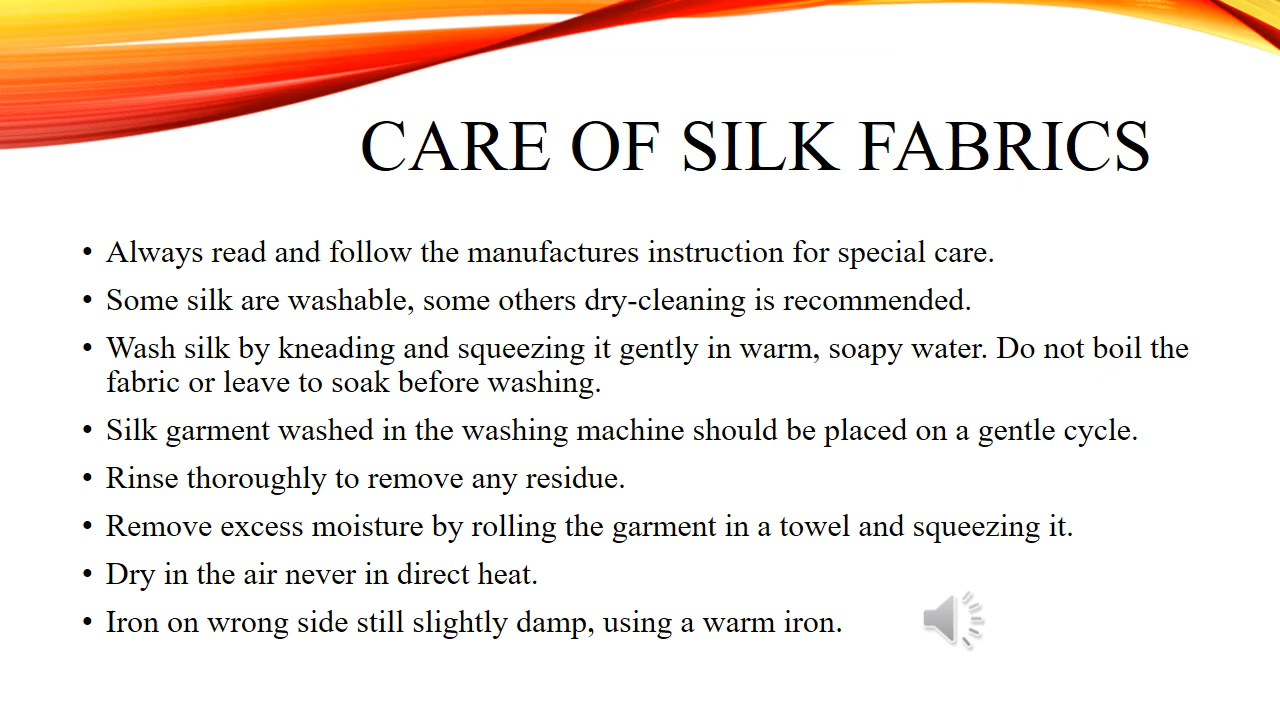 CARE OF SILK FABRICS
• Always read and follow the manufactures instruction for special care.
• Some silk are washable, some others dry-cleaning is recommended.
• Wash silk by kneading and squeezing it gently in warm, soapy water. Do not boil the
fabric or leave to soak before washing.
• Silk garment washed in the washing machine should be placed on a gentle cycle.
• Rinse thoroughly to remove any residue.
• Remove excess moisture by rolling the garment in a towel and squeezing it.
• Dry in the air never in direct heat.
• Iron on wrong side still slightly damp, using a warm iron.